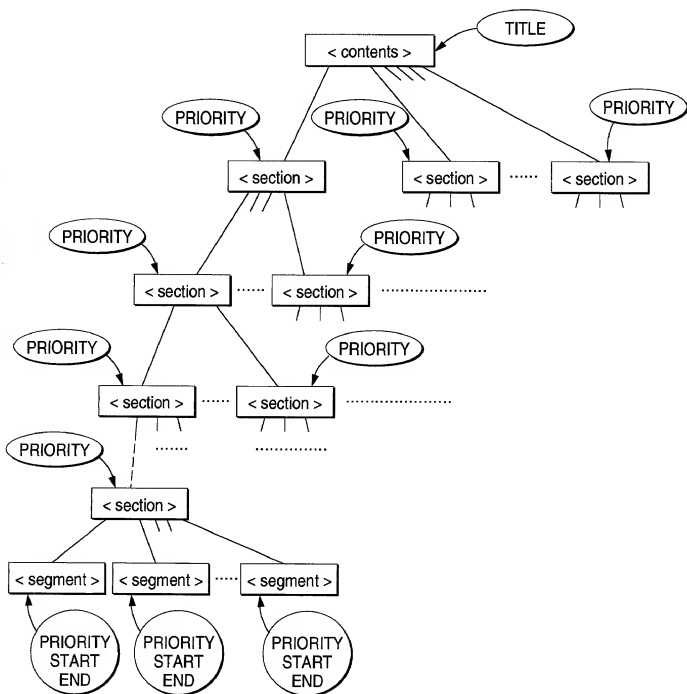 TITLE
< contents >
PRIORITY
PRIORITY
PRIORITY
< section >
< section >
< section >
PRIORITY
PRIORITY
< section >
< section >
PRIORITY
PRIORITY
< section >
< section >
PRIORITY
< section >
< segment >
< segment >
< segment >
PRIORITY
START
END
PRIORITY
START
END
PRIORITY
START
END